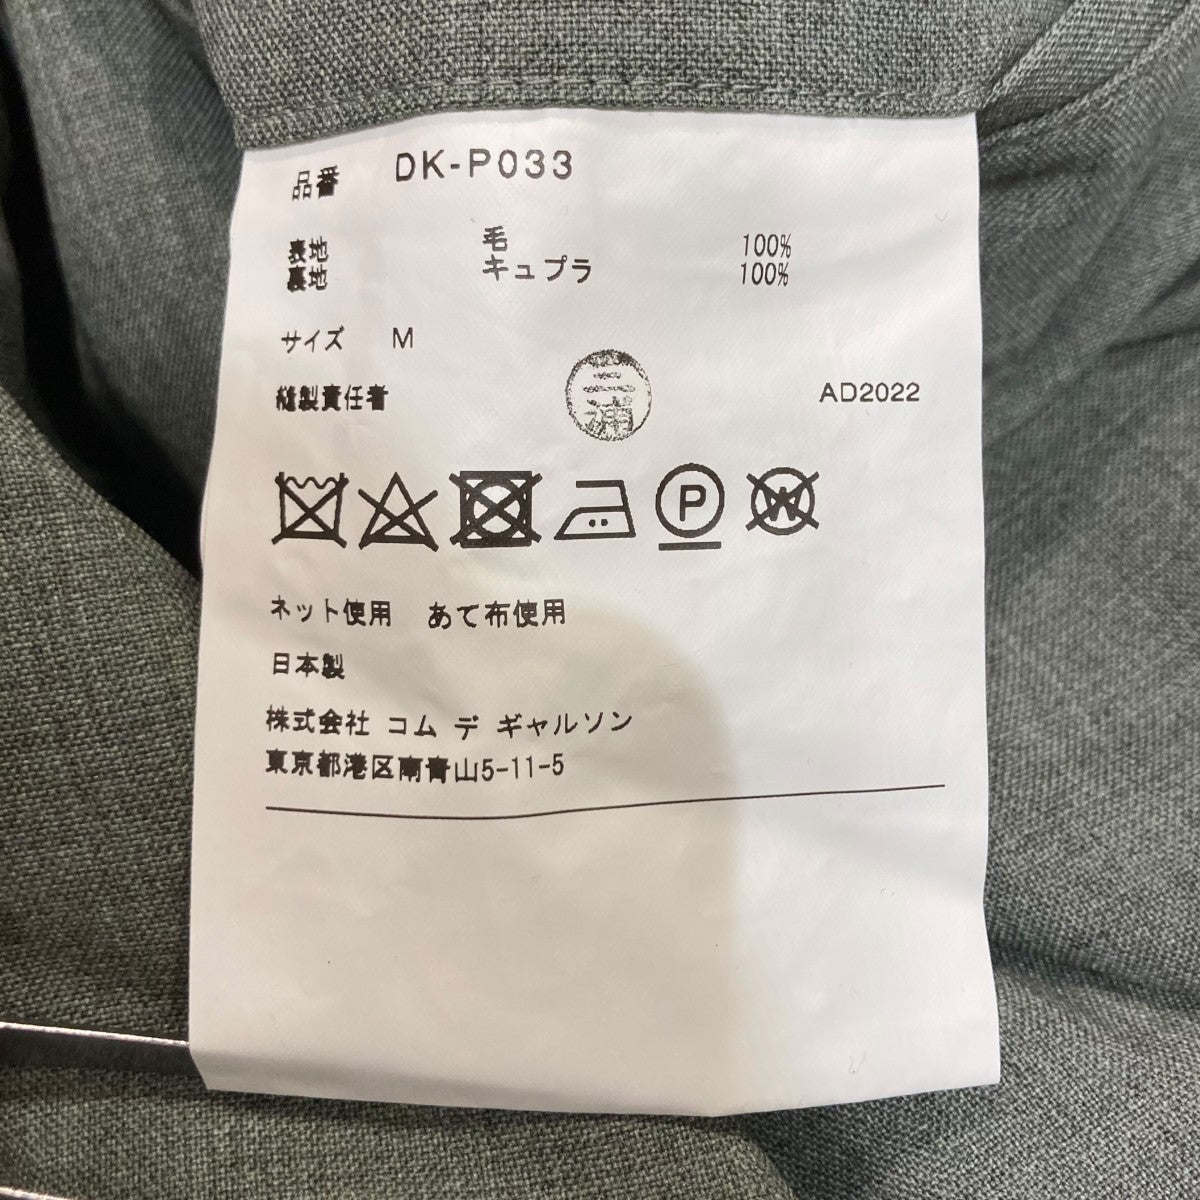 品番 DK-P033
表地 毛 100%
裏地 キュプラ 100%
サイズ M
縫製責任者 三浦 AD2022
P W
ネット使用 あて布使用
日本製
株式会社 コム デ ギャルソン
東京都港区南青山5-11-5